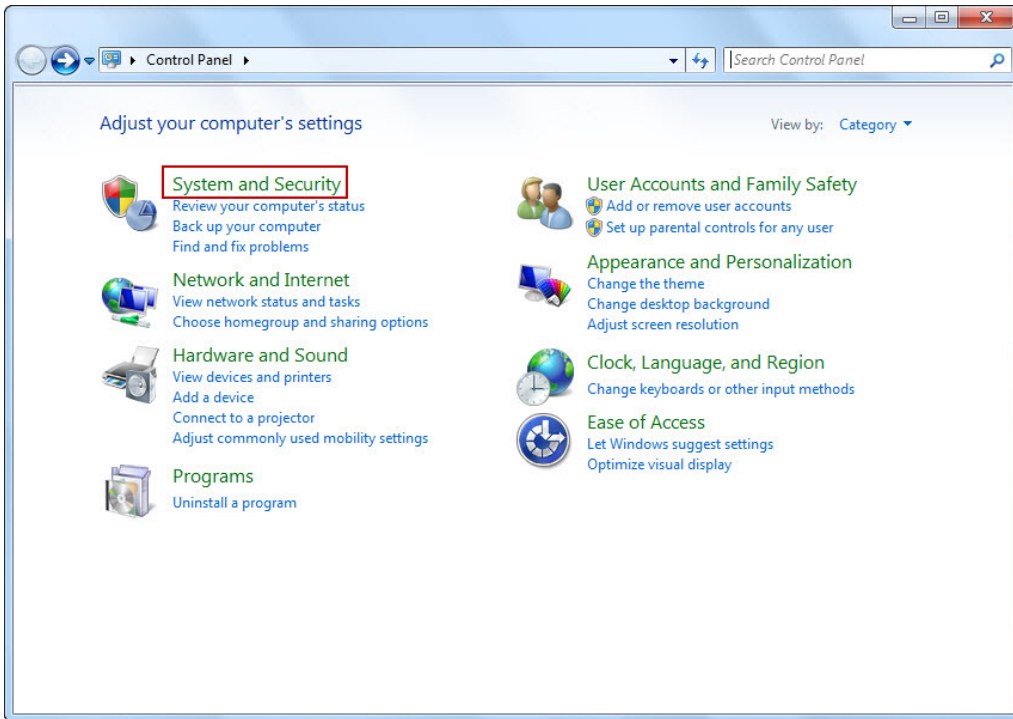 Control Panel
Search Control Panel
Adjust your computer's settings
View by: Category
System and Security
Review your computer's status
Back up your computer
Find and fix problems
Network and Internet
View network status and tasks
Choose homegroup and sharing options
Hardware and Sound
View devices and printers
Add a device
Connect to a projector
Adjust commonly used mobility settings
Programs
Uninstall a program
User Accounts and Family Safety
Add or remove user accounts
Set up parental controls for any user
Appearance and Personalization
Change the theme
Change desktop background
Adjust screen resolution
Clock, Language, and Region
Change keyboards or other input methods
Ease of Access
Let Windows suggest settings
Optimize visual display